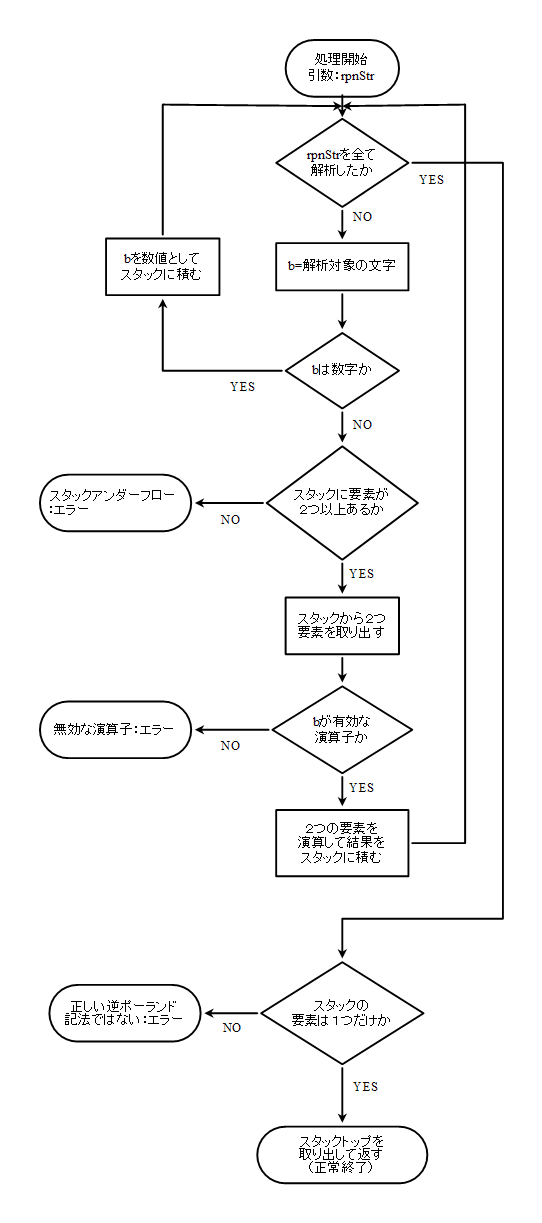 処理開始
引数：rpnStr
rpnStrを全て
解析したか
YES
NO
bを数値として
スタックに積む
b=解析対象の文字
bは数字か
YES
NO
スタックに要素が
２つ以上あるか
スタックアンダーフロー
：エラー
NO
YES
スタックから２つ
要素を取り出す
bが有効な
演算子か
無効な演算子：エラー
NO
YES
２つの要素を
演算して結果を
スタックに積む
スタックの
要素は１つだけか
正しい逆ポーランド
記法ではない：エラー
NO
YES
スタックトップを
取り出して返す
（正常終了）